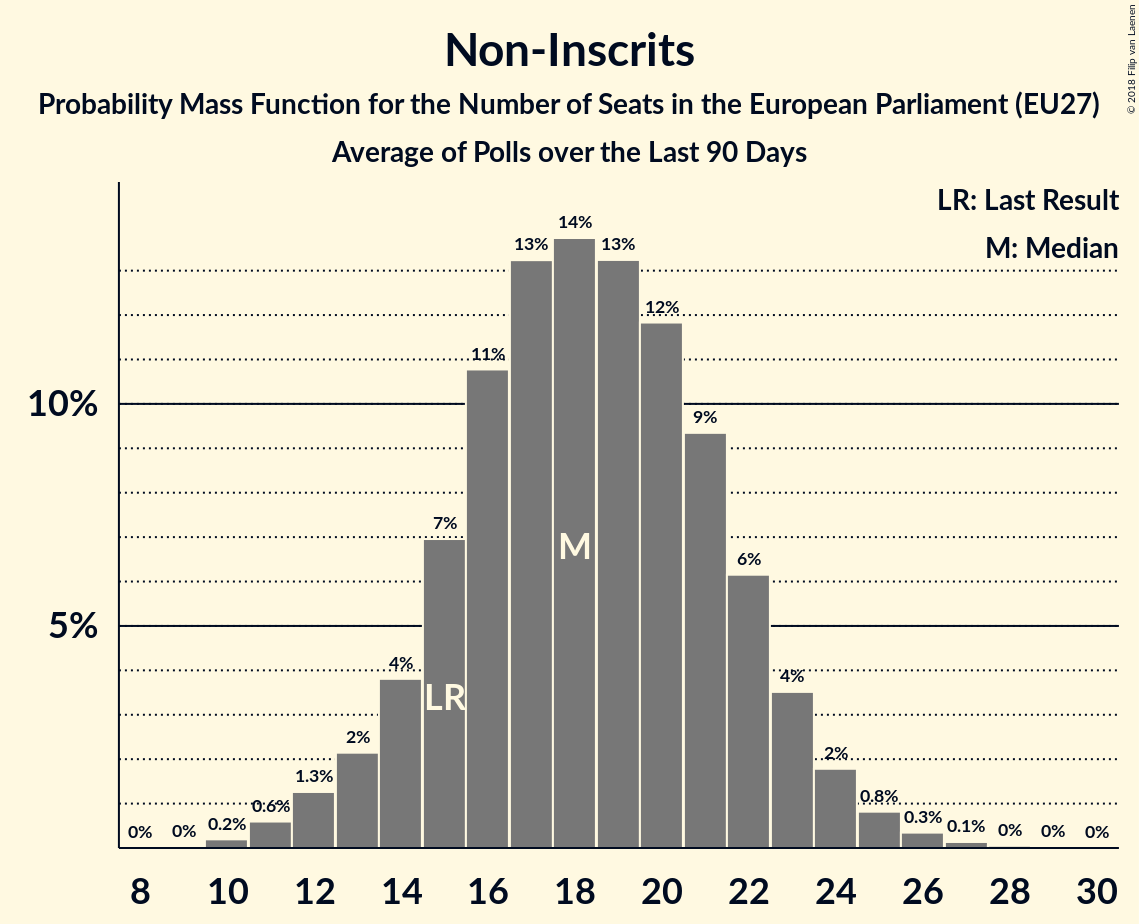 Non-Inscrits
Probability Mass Function for the Number of Seats in the European Parliament (EU27)
Average of Polls over the Last 90 Days
© 2018 Filip van Laenen
LR: Last Result
M: Median
10%
5%
0%
0%
0.2%
0.6%
1.3%
2%
4%
7%
11%
13%
14%
13%
12%
9%
6%
4%
2%
0.8%
0.3%
0.1%
0%
0%
0%
LR
M
8 10 12 14 16 18 20 22 24 26 28 30